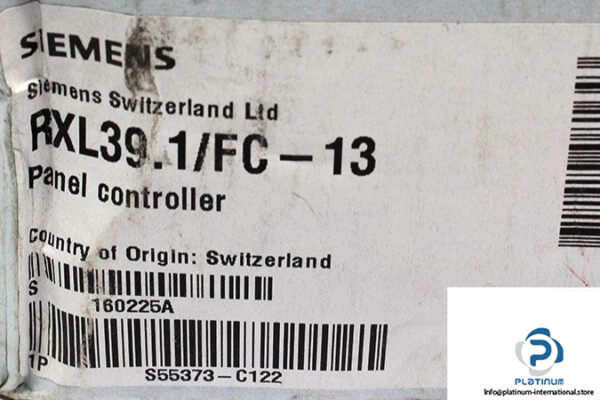 SIEMENS
Siemens Switzerland Ltd
RXL39.1/FC-13
Panel controller
Country of Origin: Switzerland
S
160225A
1P
S55373-C122
PLATINUM
Info@platinum-international.store